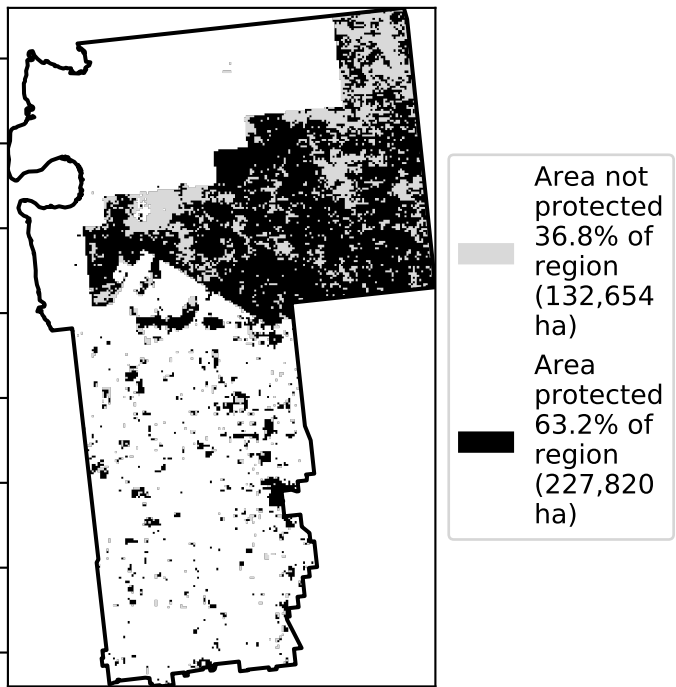 Area not
protected
36.8% of
region
(132,654
ha)
Area
protected
63.2% of
region
(227,820
ha)